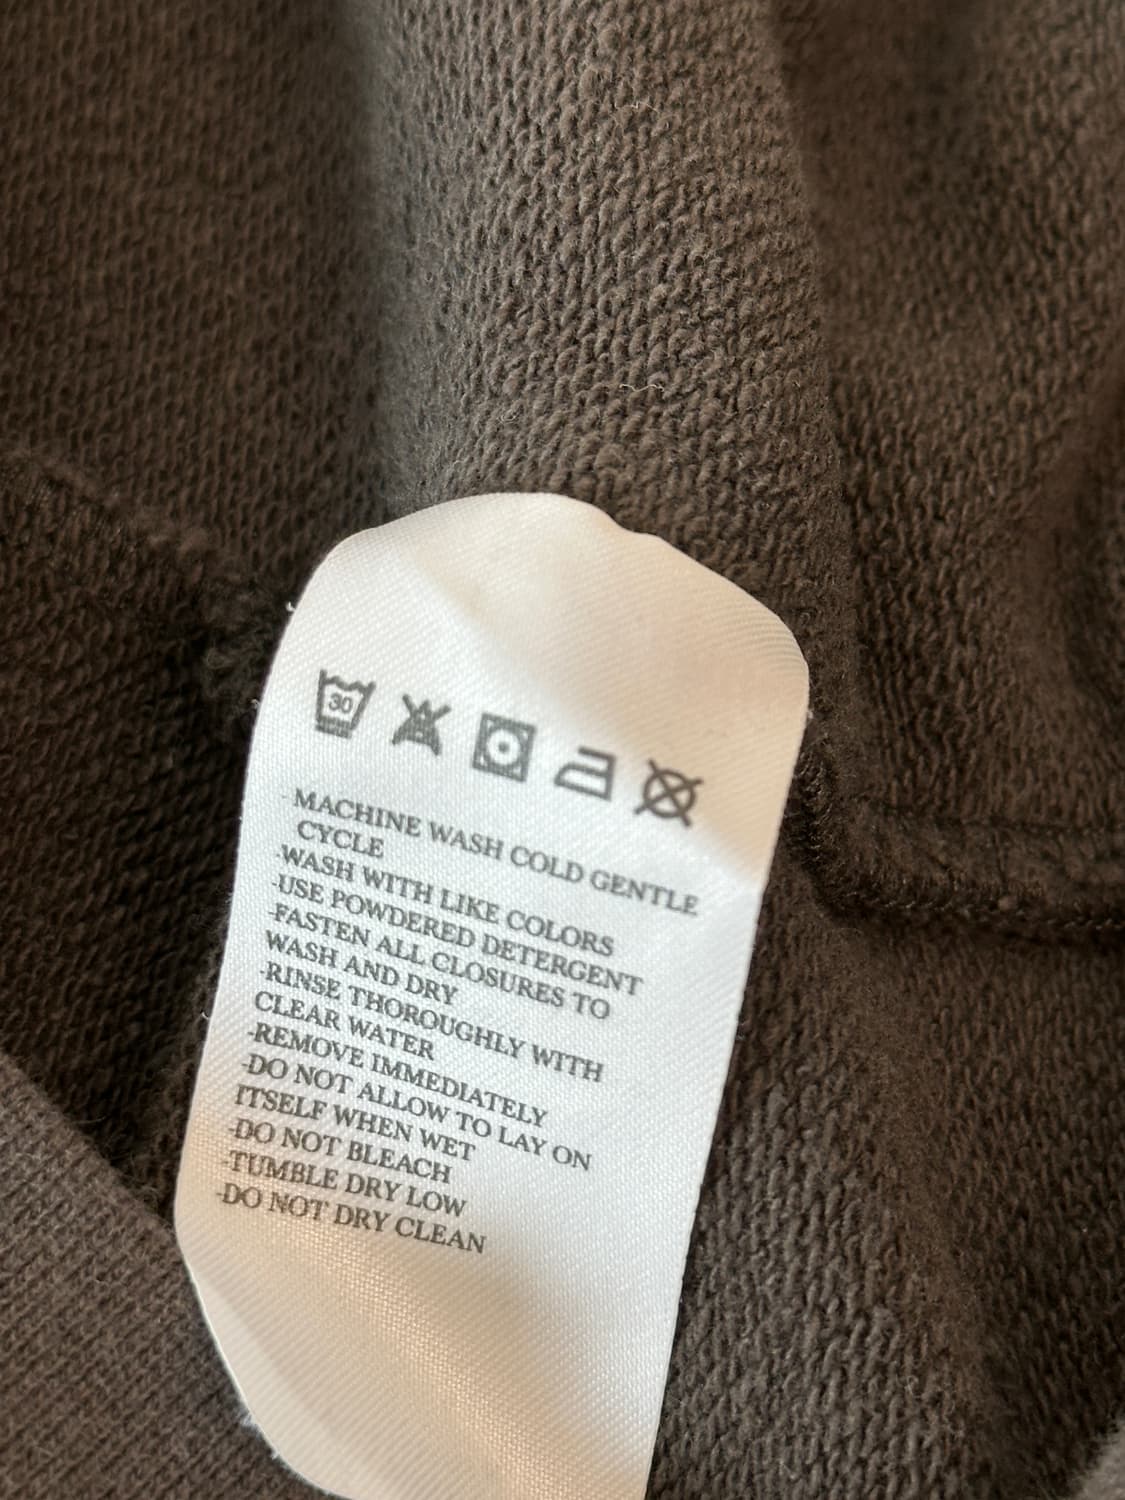 30
-MACHINE WASH COLD GENTLE
CYCLE
-WASH WITH LIKE COLORS
-USE POWDERED DETERGENT
-FASTEN ALL CLOSURES TO
WASH AND DRY
-RINSE THOROUGHLY WITH
CLEAR WATER
-REMOVE IMMEDIATELY
-DO NOT ALLOW TO LAY ON
ITSELF WHEN WET
-DO NOT BLEACH
-TUMBLE DRY LOW
-DO NOT DRY CLEAN